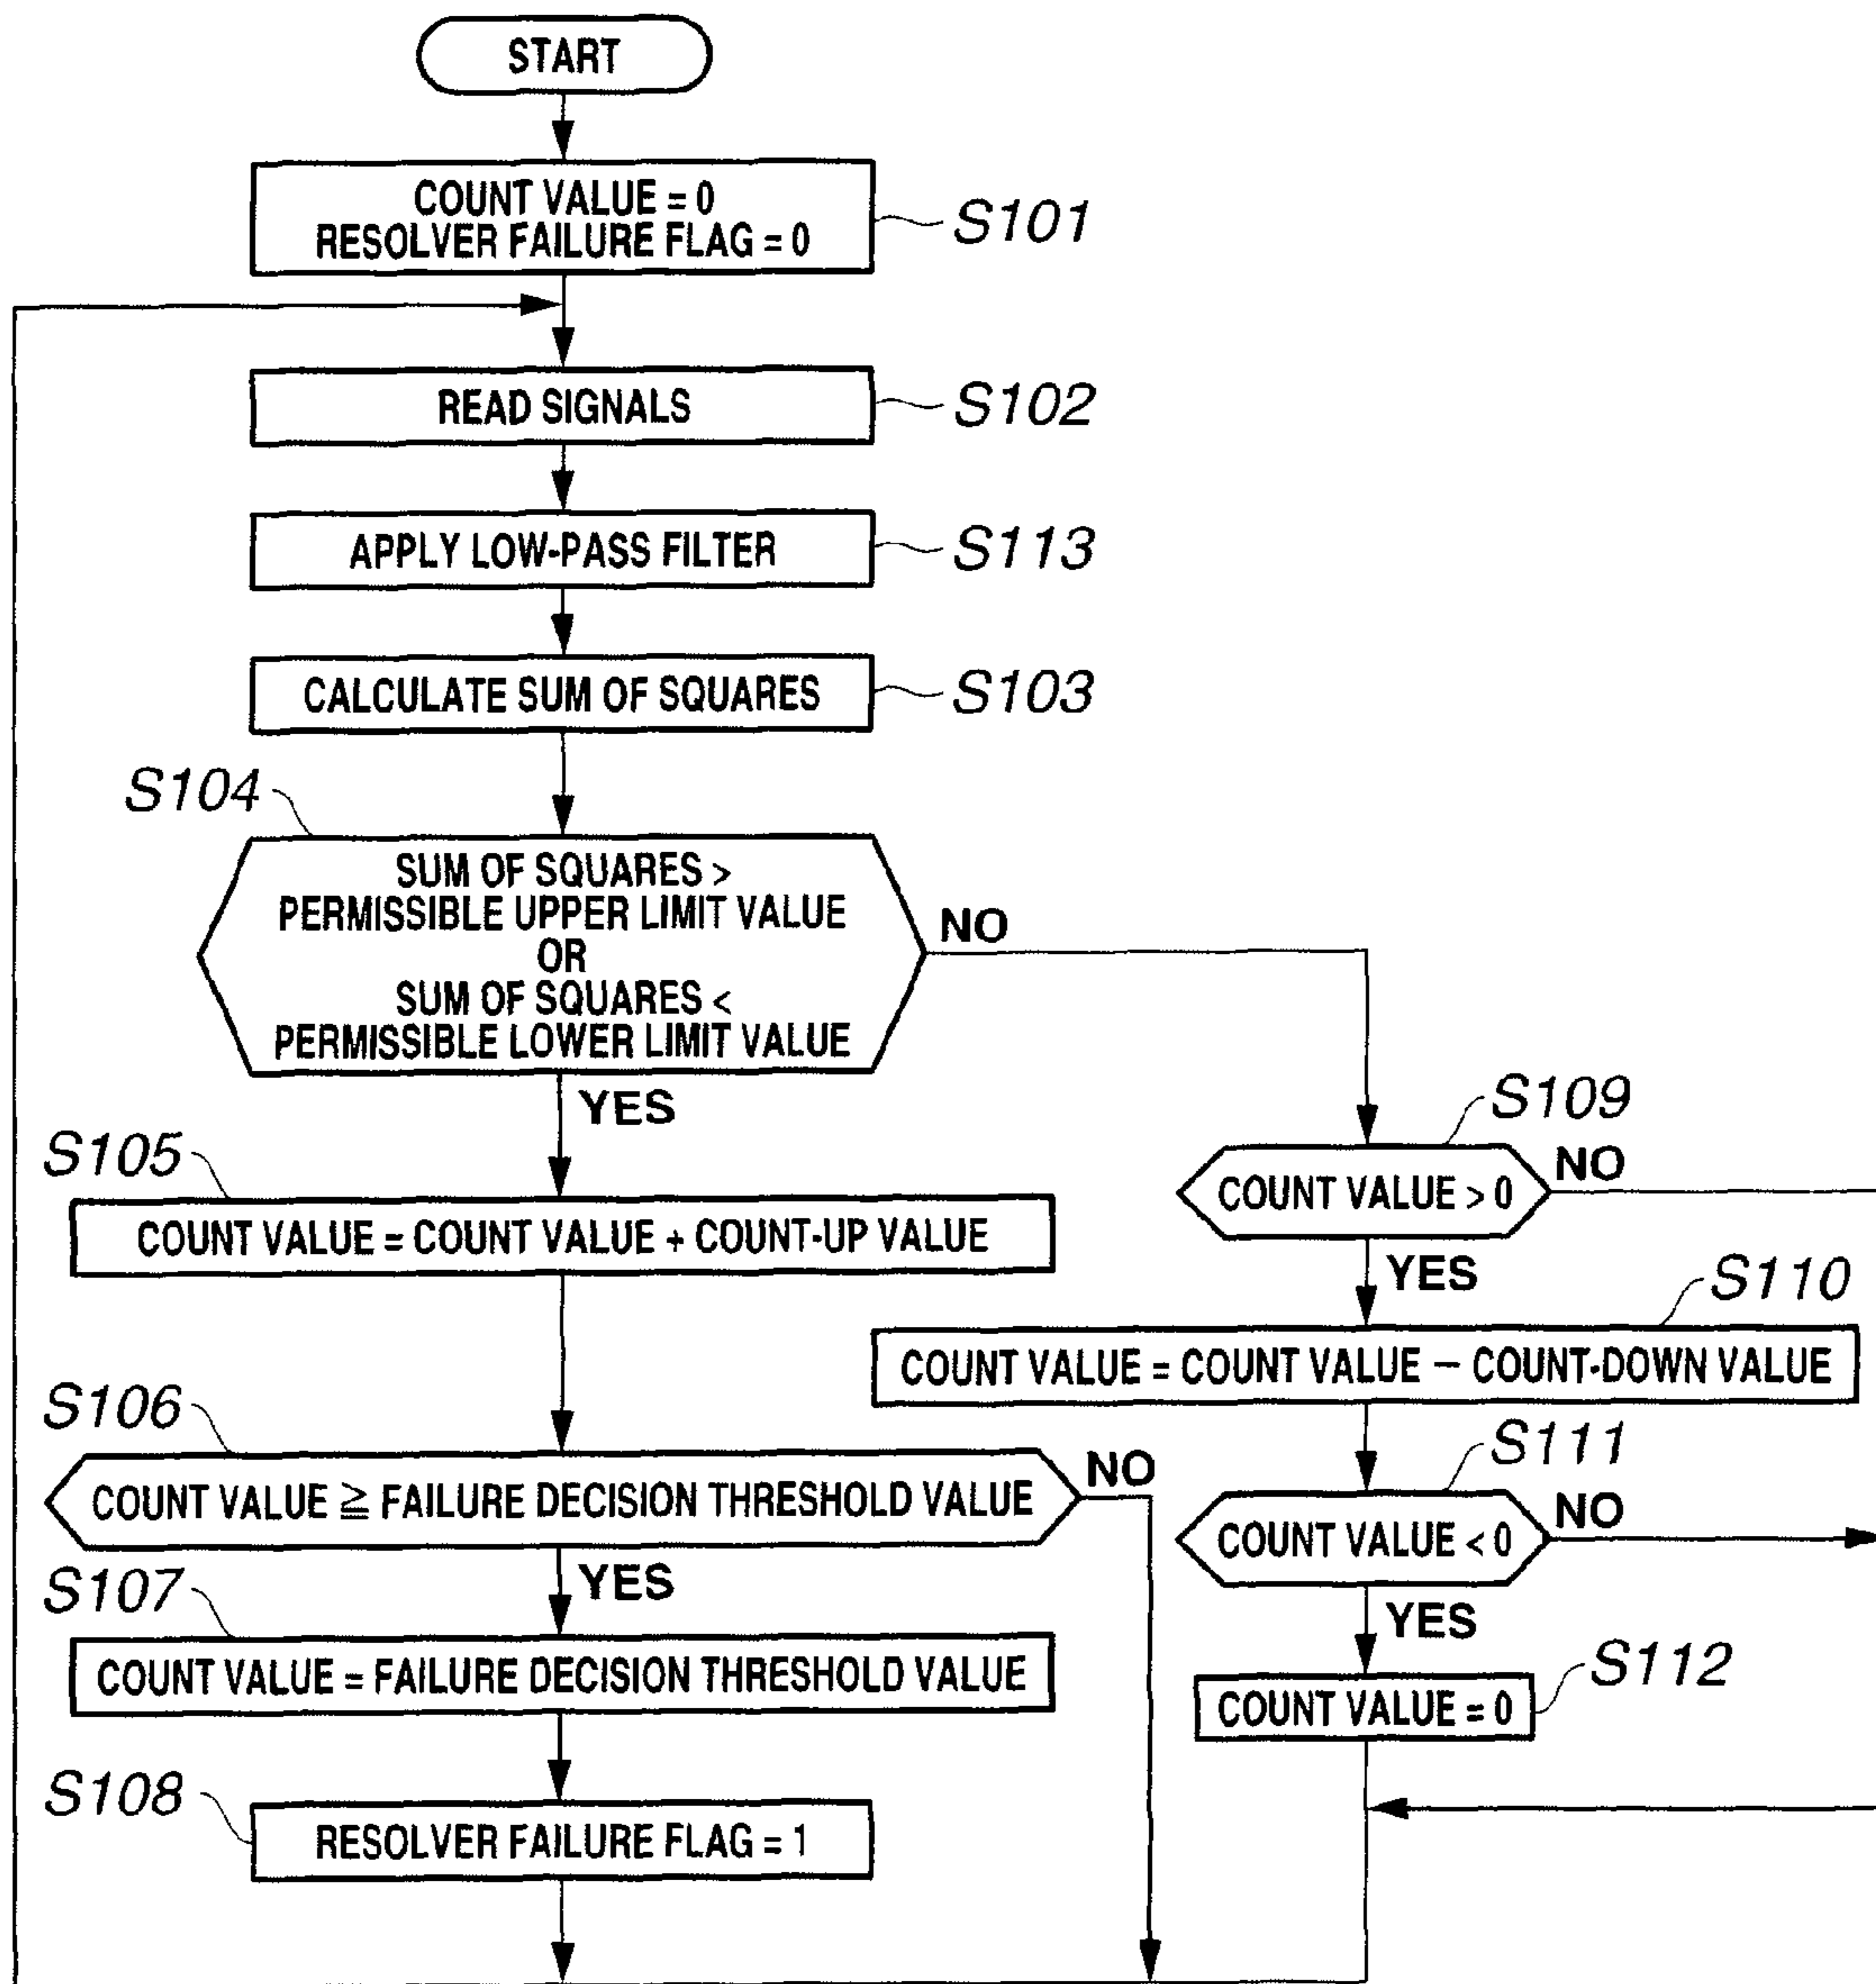 START
COUNT VALUE = 0
RESOLVER FAILURE FLAG = 0
S101
READ SIGNALS
S102
APPLY LOW-PASS FILTER
S113
CALCULATE SUM OF SQUARES
S103
S104
SUM OF SQUARES >
PERMISSIBLE UPPER LIMIT VALUE
OR
SUM OF SQUARES <
PERMISSIBLE LOWER LIMIT VALUE
NO
YES
S105
COUNT VALUE = COUNT VALUE + COUNT-UP VALUE
S106
COUNT VALUE ≧ FAILURE DECISION THRESHOLD VALUE
NO
YES
S107
COUNT VALUE = FAILURE DECISION THRESHOLD VALUE
S108
RESOLVER FAILURE FLAG = 1
S109
COUNT VALUE > 0
NO
YES
S110
COUNT VALUE = COUNT VALUE − COUNT-DOWN VALUE
S111
COUNT VALUE < 0
NO
YES
S112
COUNT VALUE = 0